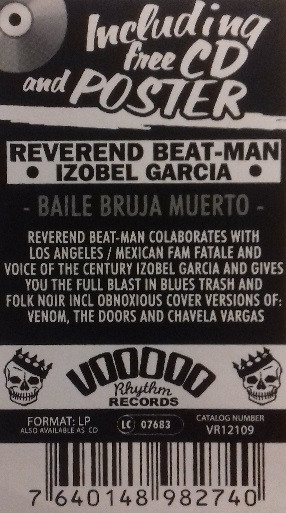 Including
free CD
and POSTER
REVEREND BEAT-MAN
• IZOBEL GARCIA •
- BAILE BRUJA MUERTO -
REVEREND BEAT-MAN COLABORATES WITH
LOS ANGELES / MEXICAN FAM FATALE AND
VOICE OF THE CENTURY IZOBEL GARCIA AND GIVES
YOU THE FULL BLAST IN BLUES TRASH AND
FOLK NOIR INCL OBNOXIOUS COVER VERSIONS OF:
VENOM, THE DOORS AND CHAVELA VARGAS
VOODOO
Rhythm
RECORDS
FORMAT: LP
ALSO AVAILABLE AS CD
LC 07683
CATALOG NUMBER
VR12109
7 640148 982740